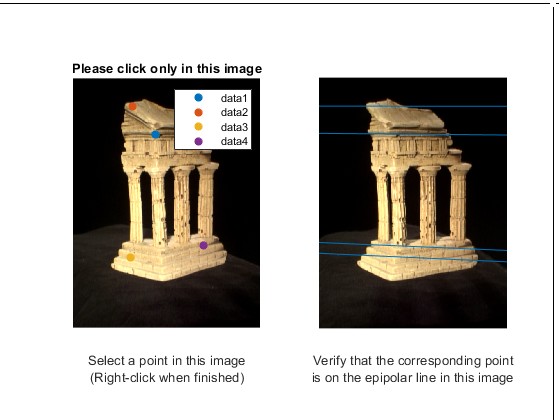 Please click only in this image
data1
data2
data3
data4
Select a point in this image
(Right-click when finished)
Verify that the corresponding point
is on the epipolar line in this image